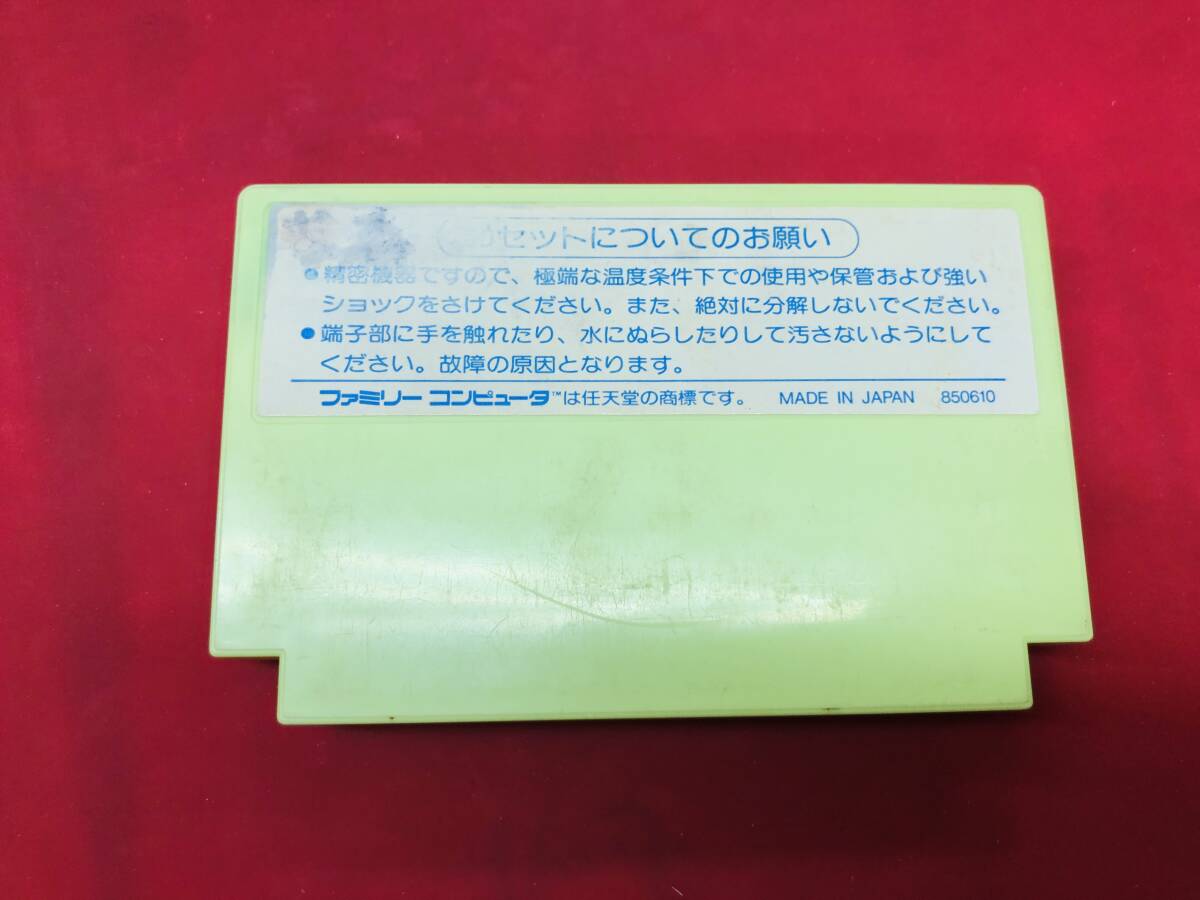 セットについてのお願い
●精密機器ですので、極端な温度条件下での使用や保管および強い
ショックをさけてください。また、絶対に分解しないでください。
●端子部に手を触れたり、水にぬらしたりして汚さないようにして
ください。故障の原因となります。
ファミリー コンピュータ™は任天堂の商標です。 MADE IN JAPAN 850610